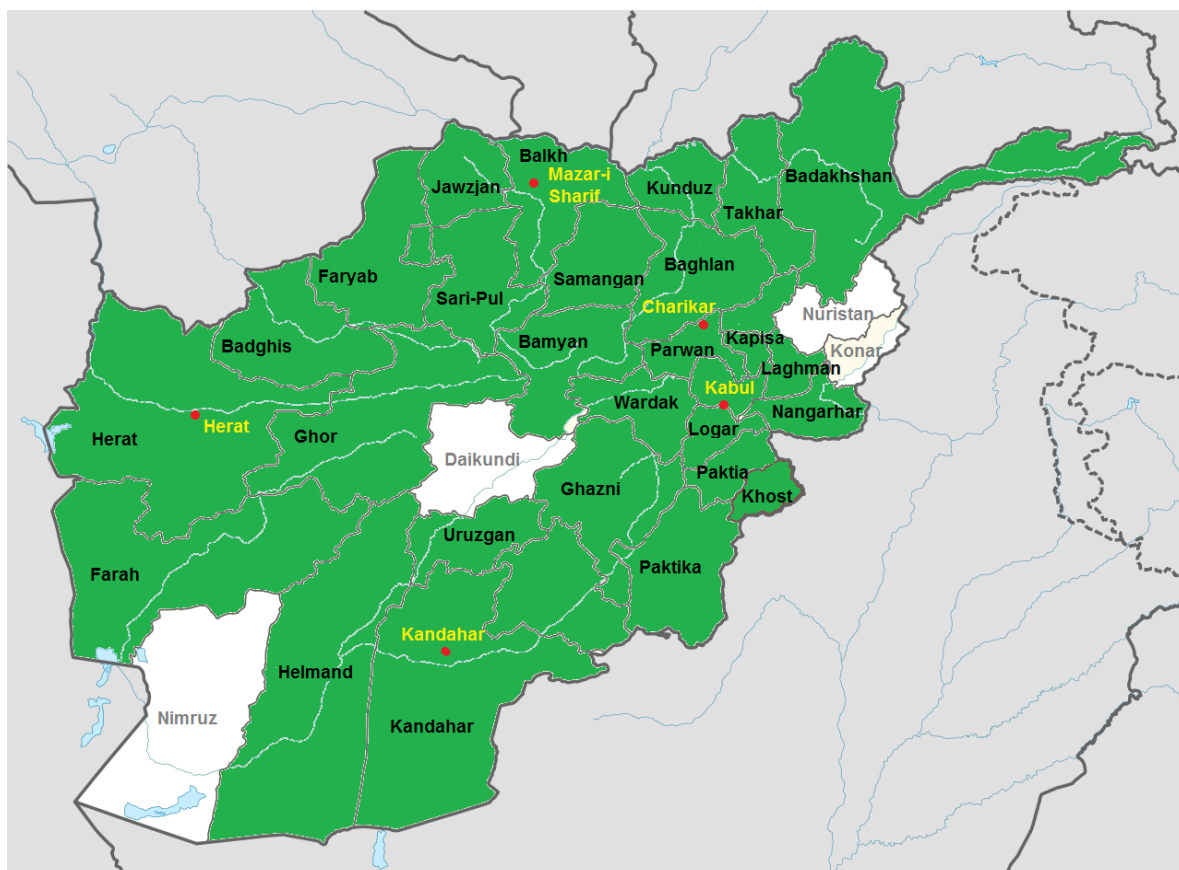 Balkh
Mazar-i
Sharif
Jawzjan
Kunduz
Badakhshan
Takhar
Faryab
Sari-Pul
Samangan
Baghlan
Charikar
Nuristan
Badghis
Bamyan
Parwan
Kapisa
Konar
Laghman
Kabul
Wardak
Nangarhar
Herat
Herat
Ghor
Logar
Daikundi
Ghazni
Paktia
Khost
Uruzgan
Farah
Paktika
Kandahar
Helmand
Nimruz
Kandahar